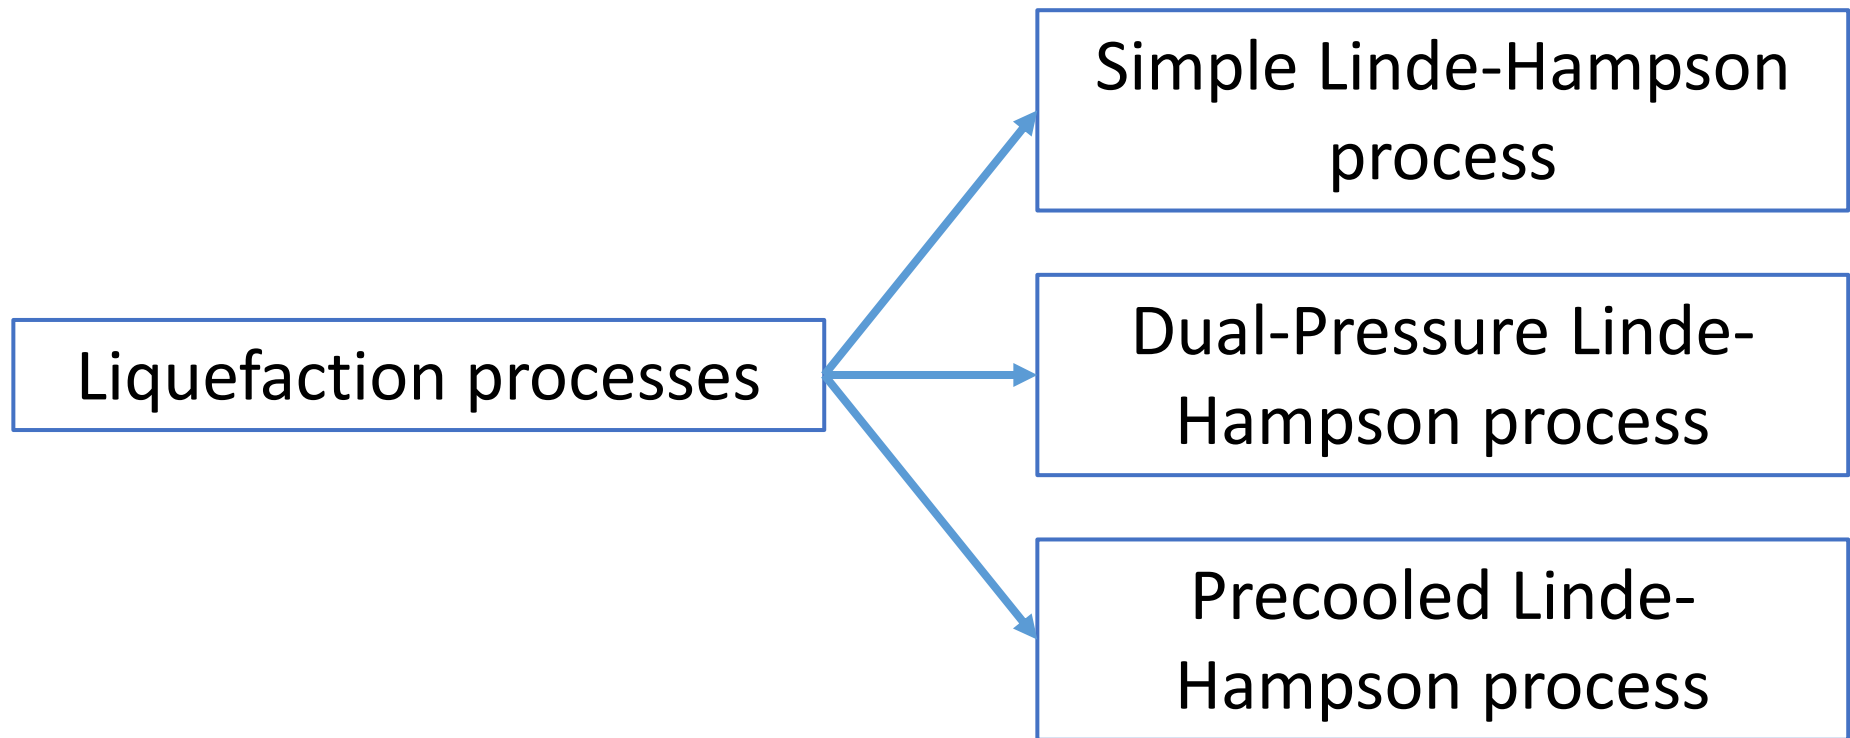 Liquefaction processes
Simple Linde-Hampson
process
Dual-Pressure Linde-
Hampson process
Precooled Linde-
Hampson process